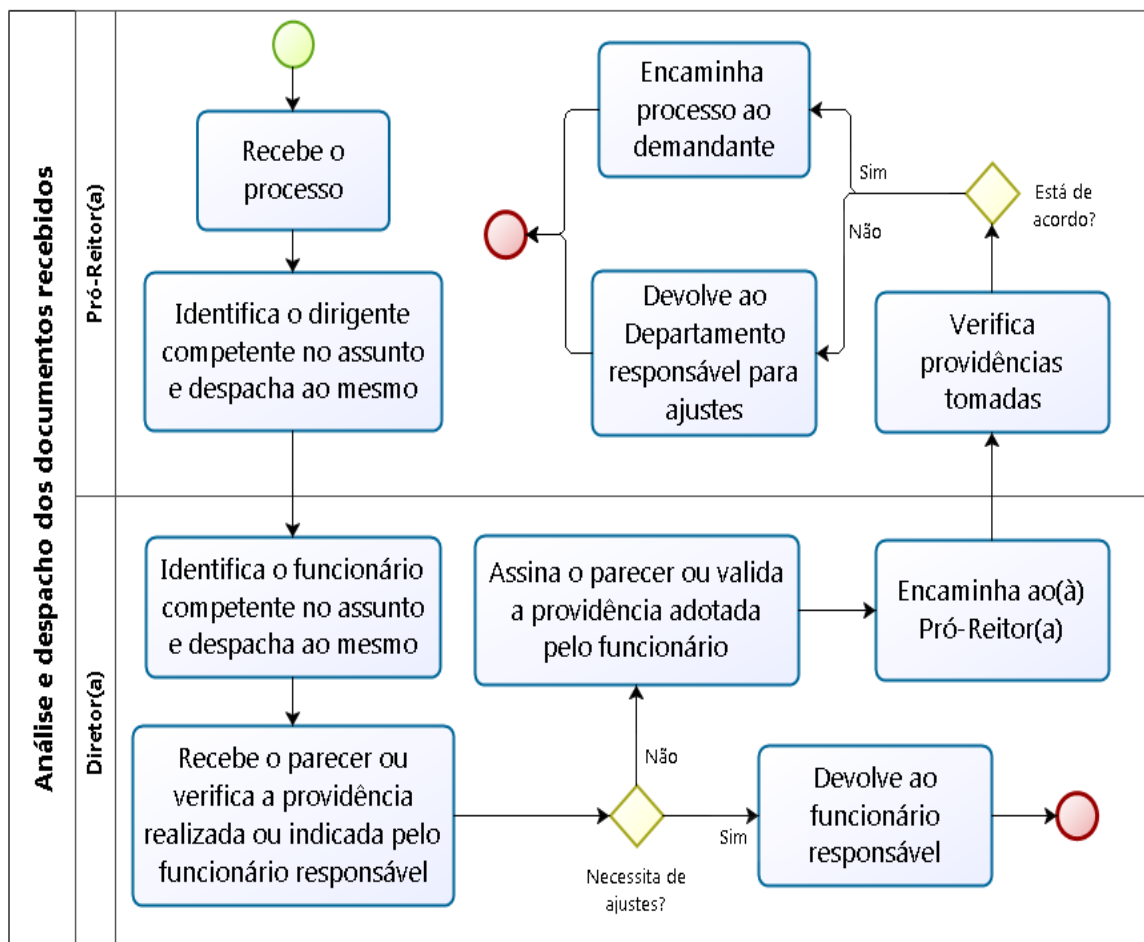 Análise e despacho dos documentos recebidos
Pró-Reitor(a)
Recebe o
processo
Identifica o dirigente
competente no assunto
e despacha ao mesmo
Encaminha
processo ao
demandante
Sim
Está de
acordo?
Não
Devolve ao
Departamento
responsável para
ajustes
Verifica
providências
tomadas
Diretor(a)
Identifica o funcionário
competente no assunto
e despacha ao mesmo
Assina o parecer ou valida
a providência adotada
pelo funcionário
Encaminha ao(à)
Pró-Reitor(a)
Recebe o parecer ou
verifica a providência
realizada ou indicada pelo
funcionário responsável
Não
Necessita de
ajustes?
Sim
Devolve ao
funcionário
responsável